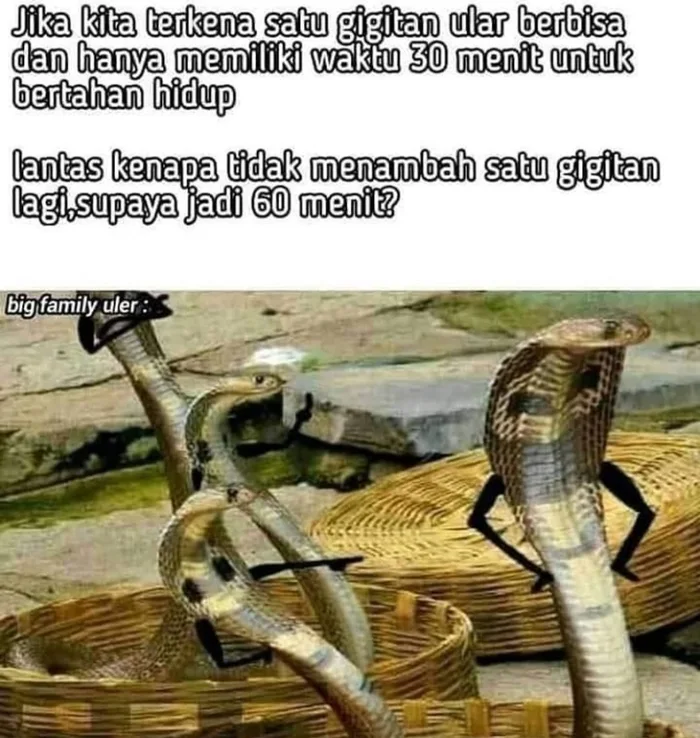 Jika kita terkena satu gigitan ular berbisa
dan hanya memiliki waktu 30 menit untuk
bertahan hidup
lantas kenapa tidak menambah satu gigitan
lagi,supaya jadi 60 menit?
big family uler :